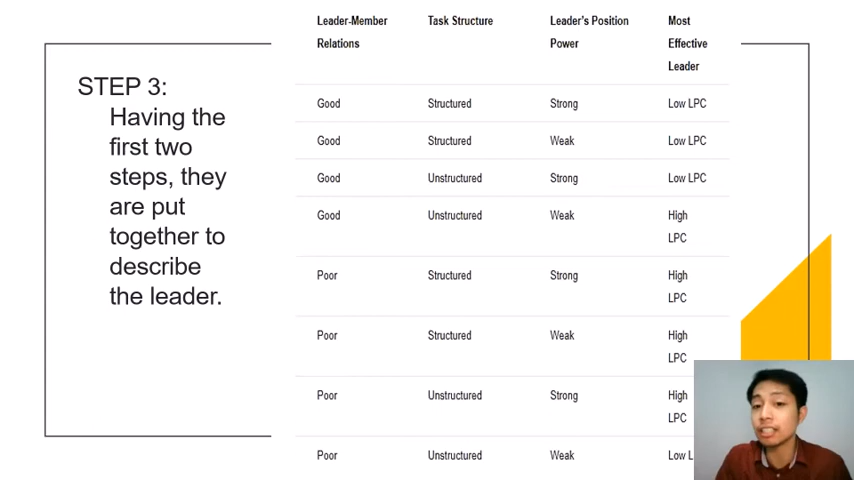 STEP 3:
Having the
first two
steps, they
are put
together to
describe
the leader.
Leader-Member Relations Task Structure Leader's Position Power Most Effective Leader
Good Structured Strong Low LPC
Good Structured Weak Low LPC
Good Unstructured Strong Low LPC
Good Unstructured Weak High LPC
Poor Structured Strong High LPC
Poor Structured Weak High LPC
Poor Unstructured Strong High LPC
Poor Unstructured Weak Low